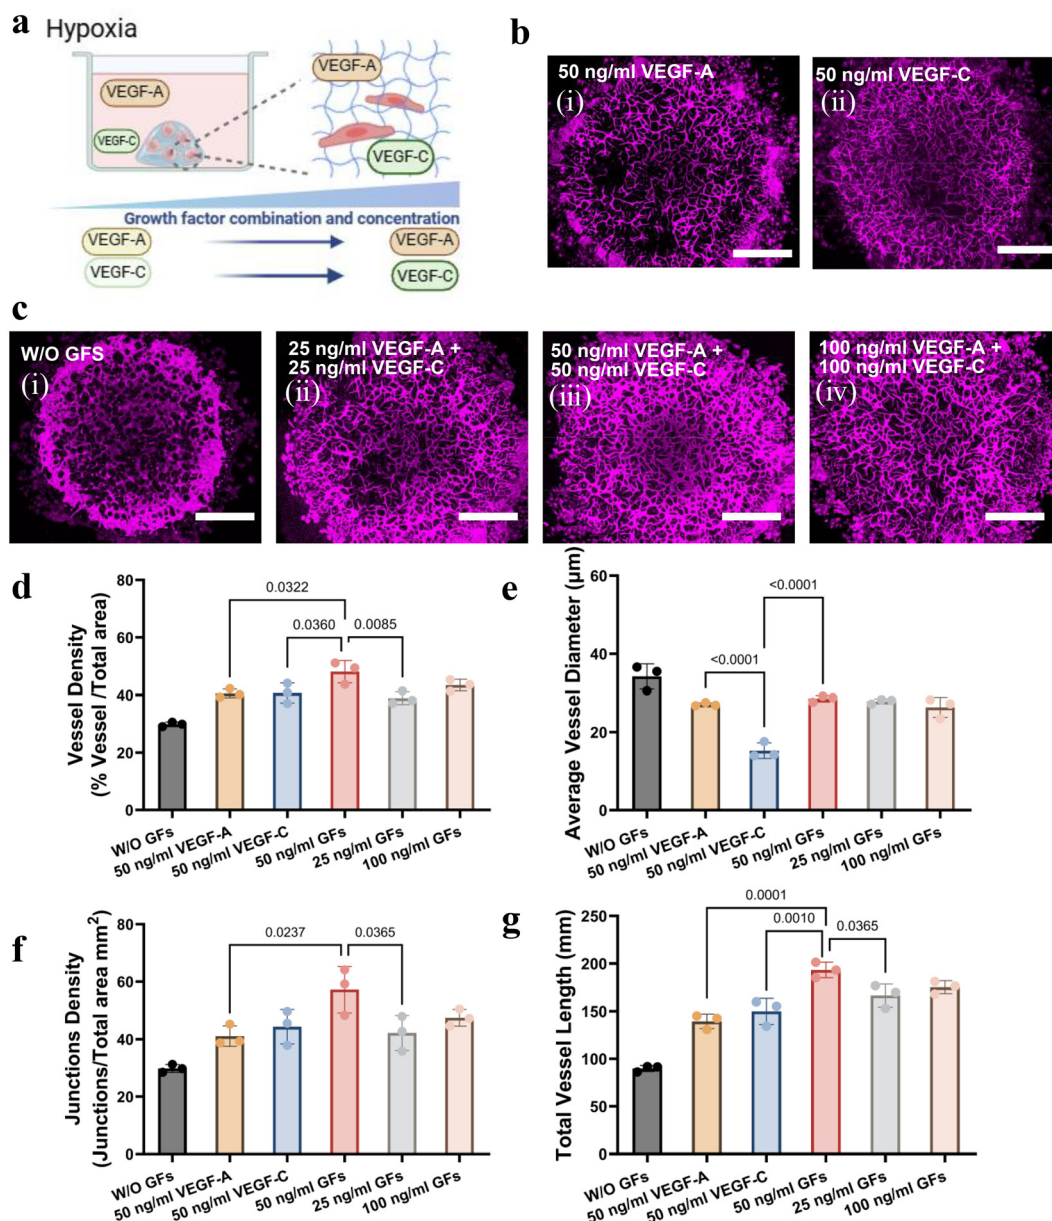 a
Hypoxia
VEGF-A
VEGF-C
VEGF-A
VEGF-C
Growth factor combination and concentration
VEGF-A
VEGF-A
VEGF-C
VEGF-C
b
50 ng/ml VEGF-A
(i)
50 ng/ml VEGF-C
(ii)
c
W/O GFS
(i)
25 ng/ml VEGF-A +
25 ng/ml VEGF-C
(ii)
50 ng/ml VEGF-A +
50 ng/ml VEGF-C
(iii)
100 ng/ml VEGF-A +
100 ng/ml VEGF-C
(iv)
d
Vessel Density
(% Vessel /Total area)
80
60
40
20
0
0.0322
0.0360
0.0085
W/O GFs
50 ng/ml VEGF-A
50 ng/ml VEGF-C
50 ng/ml GFs
25 ng/ml GFs
100 ng/ml GFs
e
Average Vessel Diameter (μm)
60
40
20
0
<0.0001
<0.0001
W/O GFs
50 ng/ml VEGF-A
50 ng/ml VEGF-C
50 ng/ml GFs
25 ng/ml GFs
100 ng/ml GFs
f
Junctions Density
(Junctions/Total area mm²)
80
60
40
20
0
0.0237
0.0365
W/O GFs
50 ng/ml VEGF-A
50 ng/ml VEGF-C
50 ng/ml GFs
25 ng/ml GFs
100 ng/ml GFs
g
Total Vessel Length (mm)
250
200
150
100
50
0
0.0001
0.0010
0.0365
W/O GFs
50 ng/ml VEGF-A
50 ng/ml VEGF-C
50 ng/ml GFs
25 ng/ml GFs
100 ng/ml GFs